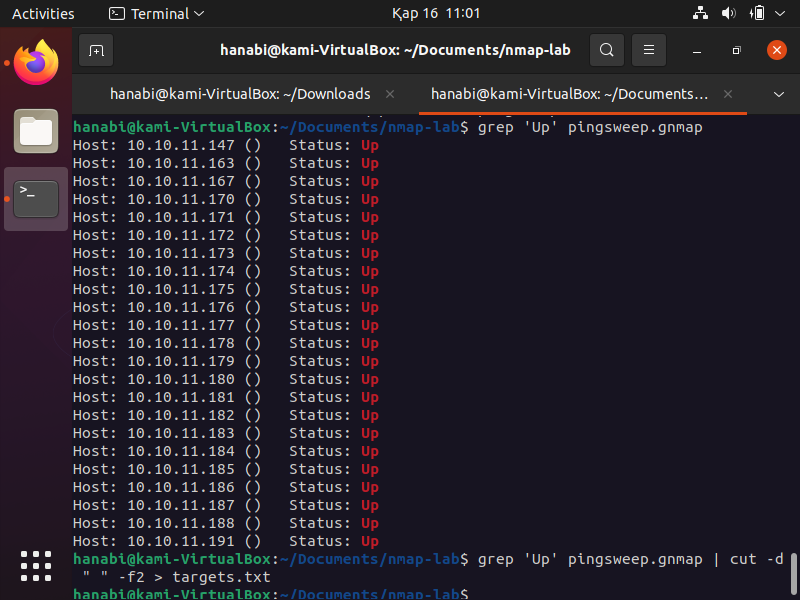 Activities Terminal Қар 16 11:01
hanabi@kami-VirtualBox: ~/Documents/nmap-lab
hanabi@kami-VirtualBox: ~/Downloads × hanabi@kami-VirtualBox: ~/Documents... ×
hanabi@kami-VirtualBox:~/Documents/nmap-lab$ grep 'Up' pingsweep.gnmap
Host: 10.10.11.147 () Status: Up
Host: 10.10.11.163 () Status: Up
Host: 10.10.11.167 () Status: Up
Host: 10.10.11.170 () Status: Up
Host: 10.10.11.171 () Status: Up
Host: 10.10.11.172 () Status: Up
Host: 10.10.11.173 () Status: Up
Host: 10.10.11.174 () Status: Up
Host: 10.10.11.175 () Status: Up
Host: 10.10.11.176 () Status: Up
Host: 10.10.11.177 () Status: Up
Host: 10.10.11.178 () Status: Up
Host: 10.10.11.179 () Status: Up
Host: 10.10.11.180 () Status: Up
Host: 10.10.11.181 () Status: Up
Host: 10.10.11.182 () Status: Up
Host: 10.10.11.183 () Status: Up
Host: 10.10.11.184 () Status: Up
Host: 10.10.11.185 () Status: Up
Host: 10.10.11.186 () Status: Up
Host: 10.10.11.187 () Status: Up
Host: 10.10.11.188 () Status: Up
Host: 10.10.11.191 () Status: Up
hanabi@kami-VirtualBox:~/Documents/nmap-lab$ grep 'Up' pingsweep.gnmap | cut -d
" " -f2 > targets.txt
hanabi@kami-VirtualBox:~/Documents/nmap-lab$